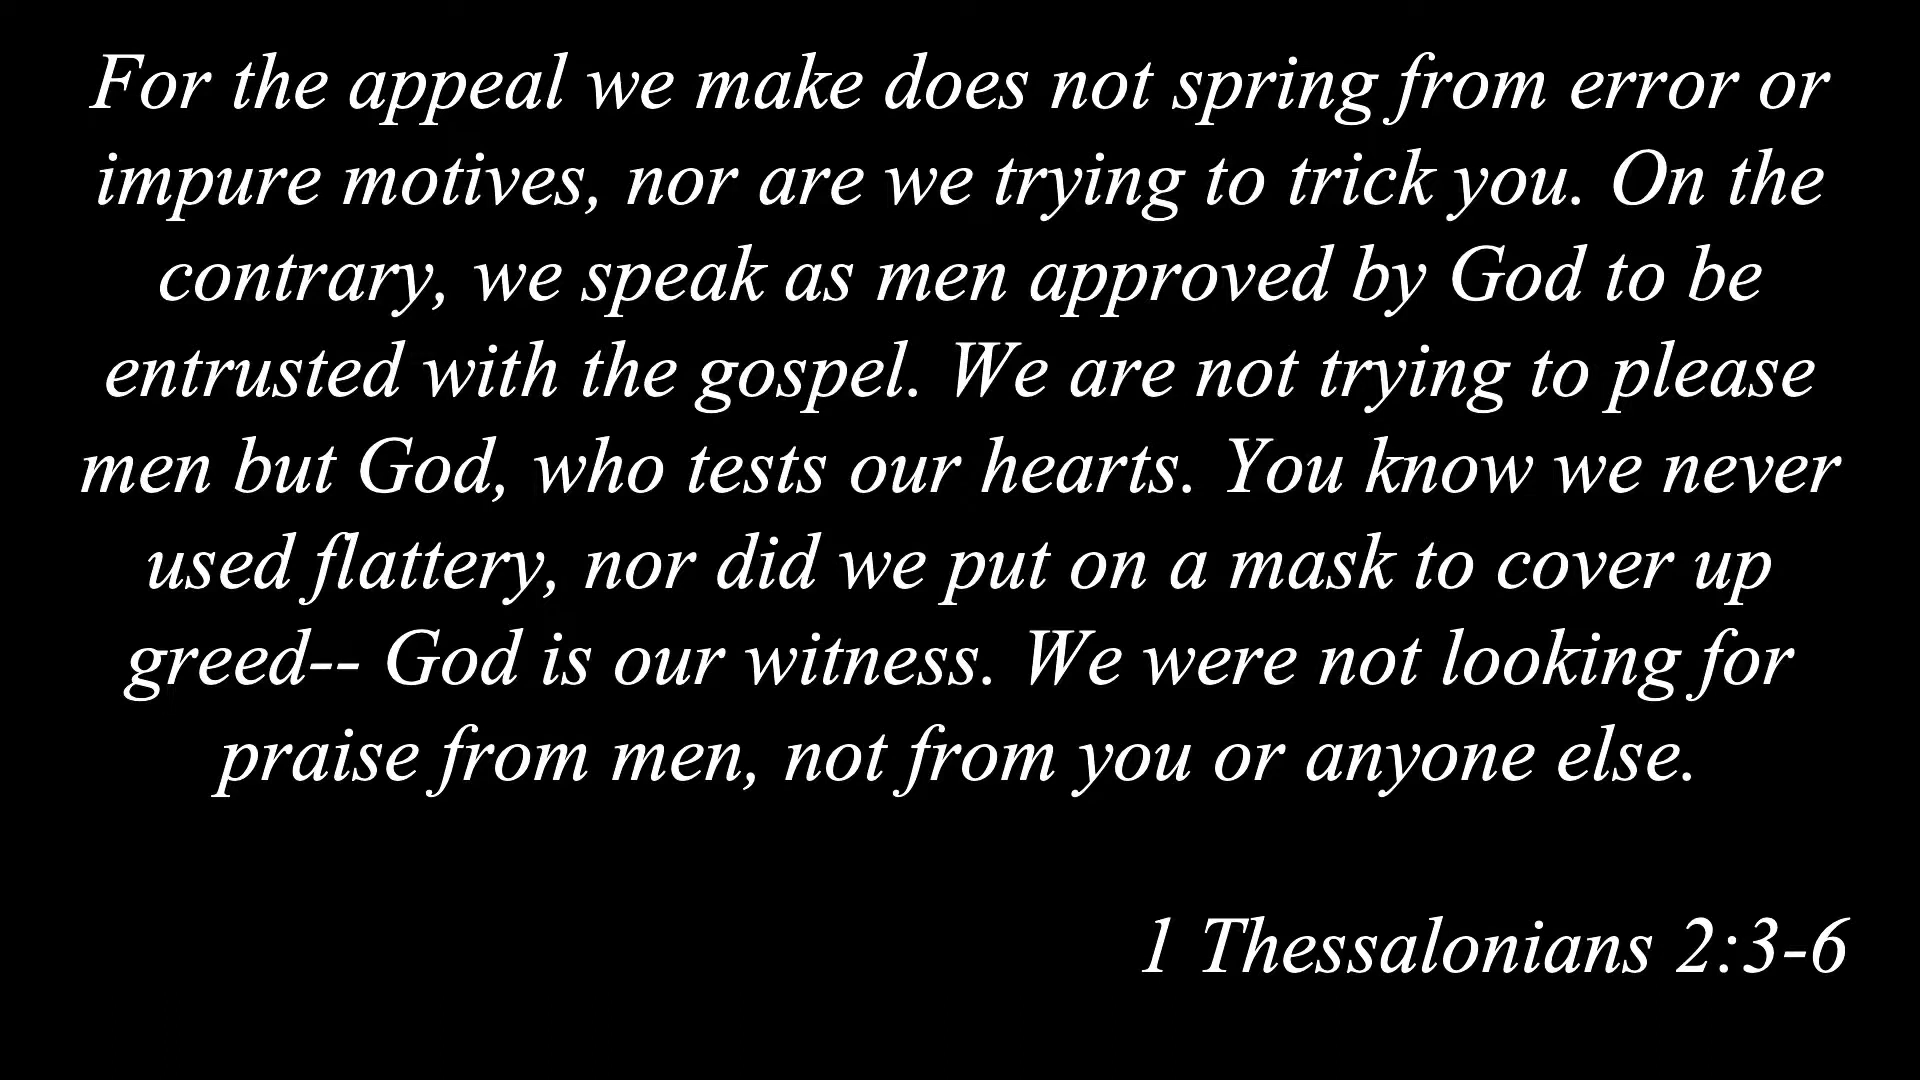 For the appeal we make does not spring from error or
impure motives, nor are we trying to trick you. On the
contrary, we speak as men approved by God to be
entrusted with the gospel. We are not trying to please
men but God, who tests our hearts. You know we never
used flattery, nor did we put on a mask to cover up
greed-- God is our witness. We were not looking for
praise from men, not from you or anyone else.
1 Thessalonians 2:3-6